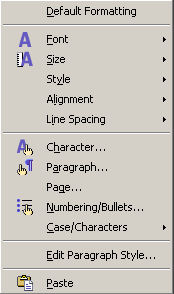 Default Formatting
Font
Size
Style
Alignment
Line Spacing
Character...
Paragraph...
Page...
Numbering/Bullets...
Case/Characters
Edit Paragraph Style...
Paste